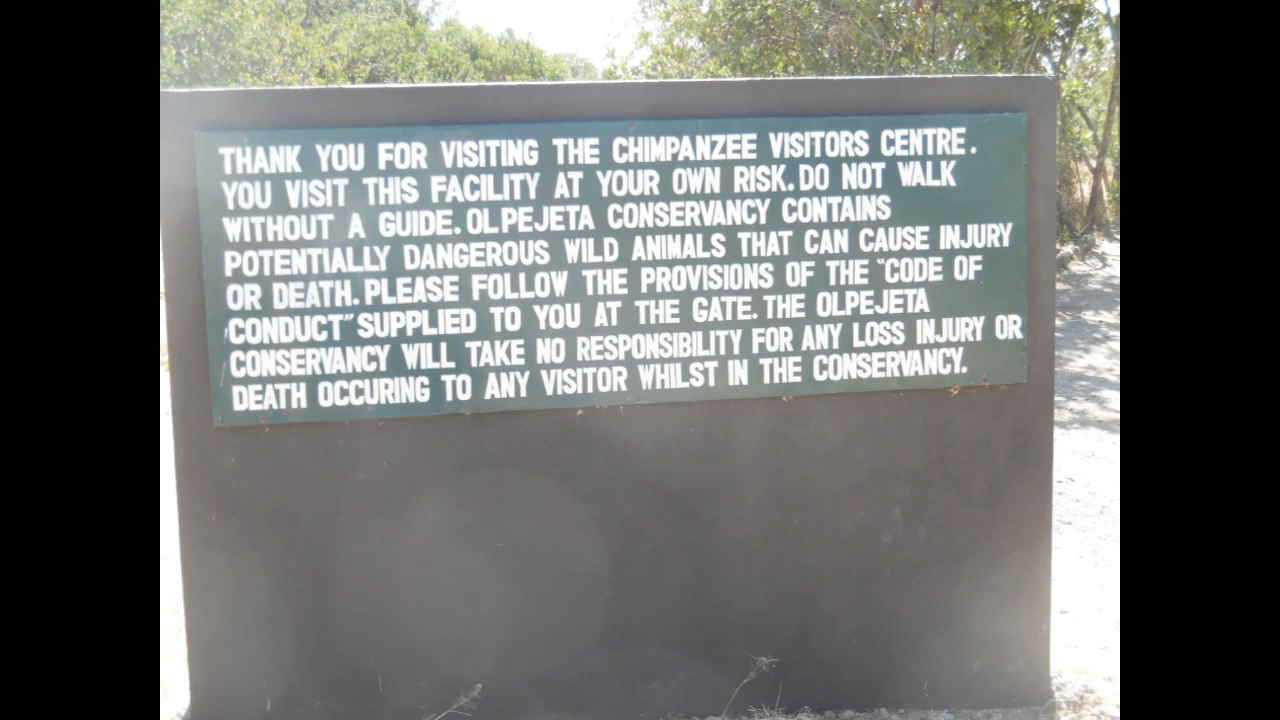 THANK YOU FOR VISITING THE CHIMPANZEE VISITORS CENTRE.
YOU VISIT THIS FACILITY AT YOUR OWN RISK. DO NOT WALK
WITHOUT A GUIDE. OLPEJETA CONSERVANCY CONTAINS
POTENTIALLY DANGEROUS WILD ANIMALS THAT CAN CAUSE INJURY
OR DEATH. PLEASE FOLLOW THE PROVISIONS OF THE "CODE OF
CONDUCT" SUPPLIED TO YOU AT THE GATE. THE OLPEJETA
CONSERVANCY WILL TAKE NO RESPONSIBILITY FOR ANY LOSS INJURY OR
DEATH OCCURING TO ANY VISITOR WHILST IN THE CONSERVANCY.